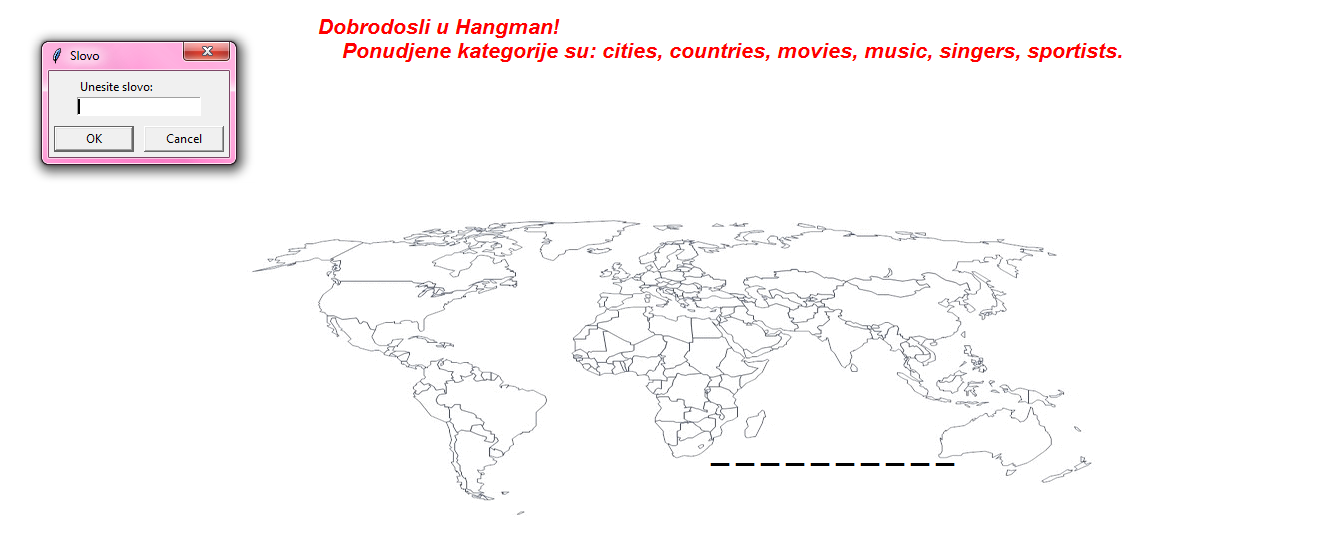 Dobrodosli u Hangman!
Ponudjene kategorije su: cities, countries, movies, music, singers, sportists.
Slovo
Unesite slovo:
OK Cancel
_ _ _ _ _ _ _ _ _ _